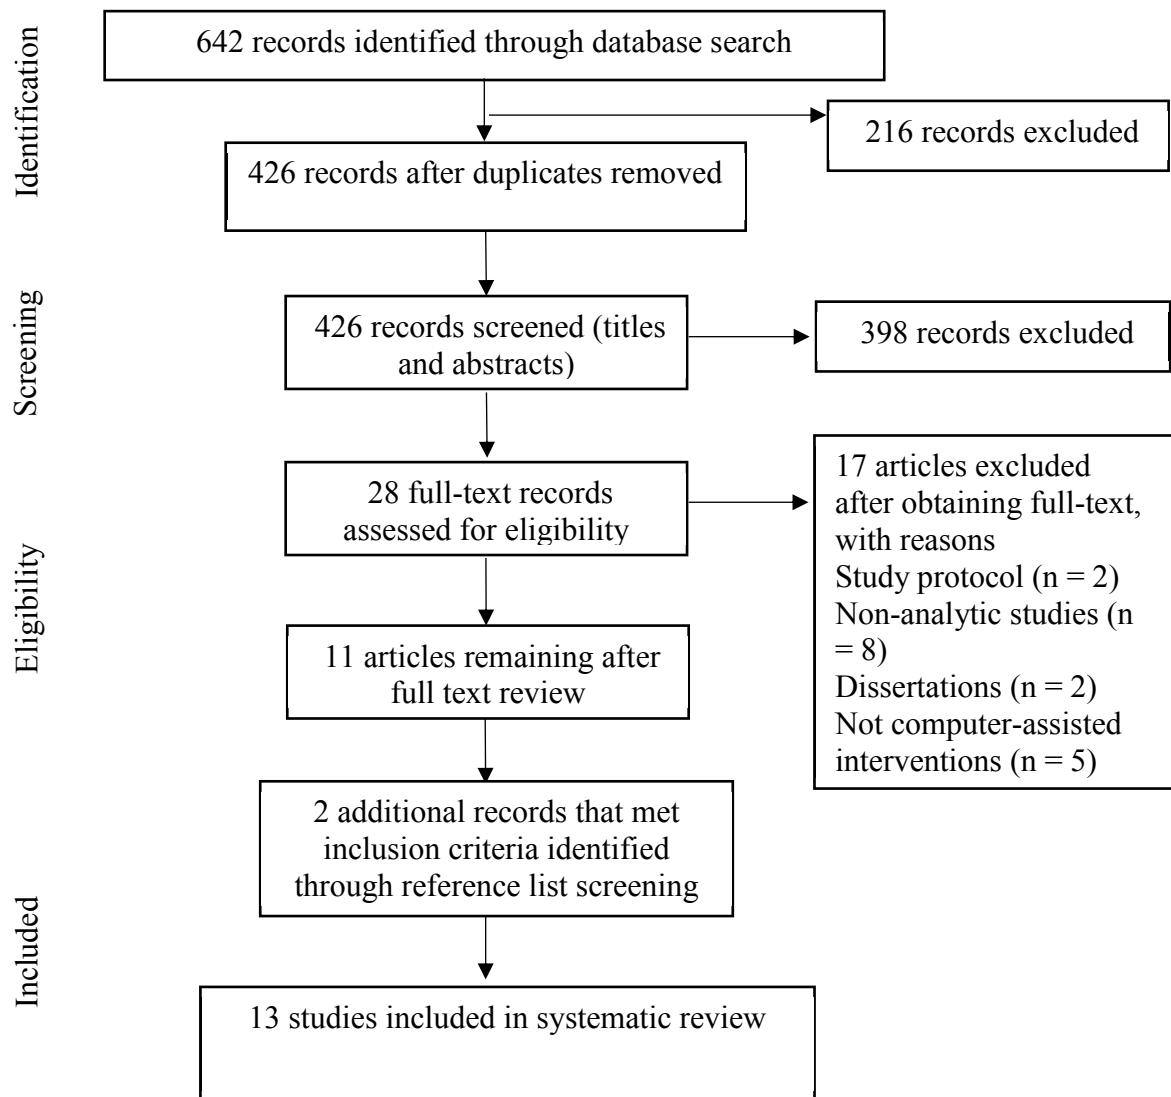 Identification
642 records identified through database search
216 records excluded
426 records after duplicates removed
Screening
426 records screened (titles
and abstracts)
398 records excluded
Eligibility
28 full-text records
assessed for eligibility
17 articles excluded
after obtaining full-text,
with reasons
Study protocol (n = 2)
Non-analytic studies (n
= 8)
Dissertations (n = 2)
Not computer-assisted
interventions (n = 5)
11 articles remaining after
full text review
2 additional records that met
inclusion criteria identified
through reference list screening
Included
13 studies included in systematic review